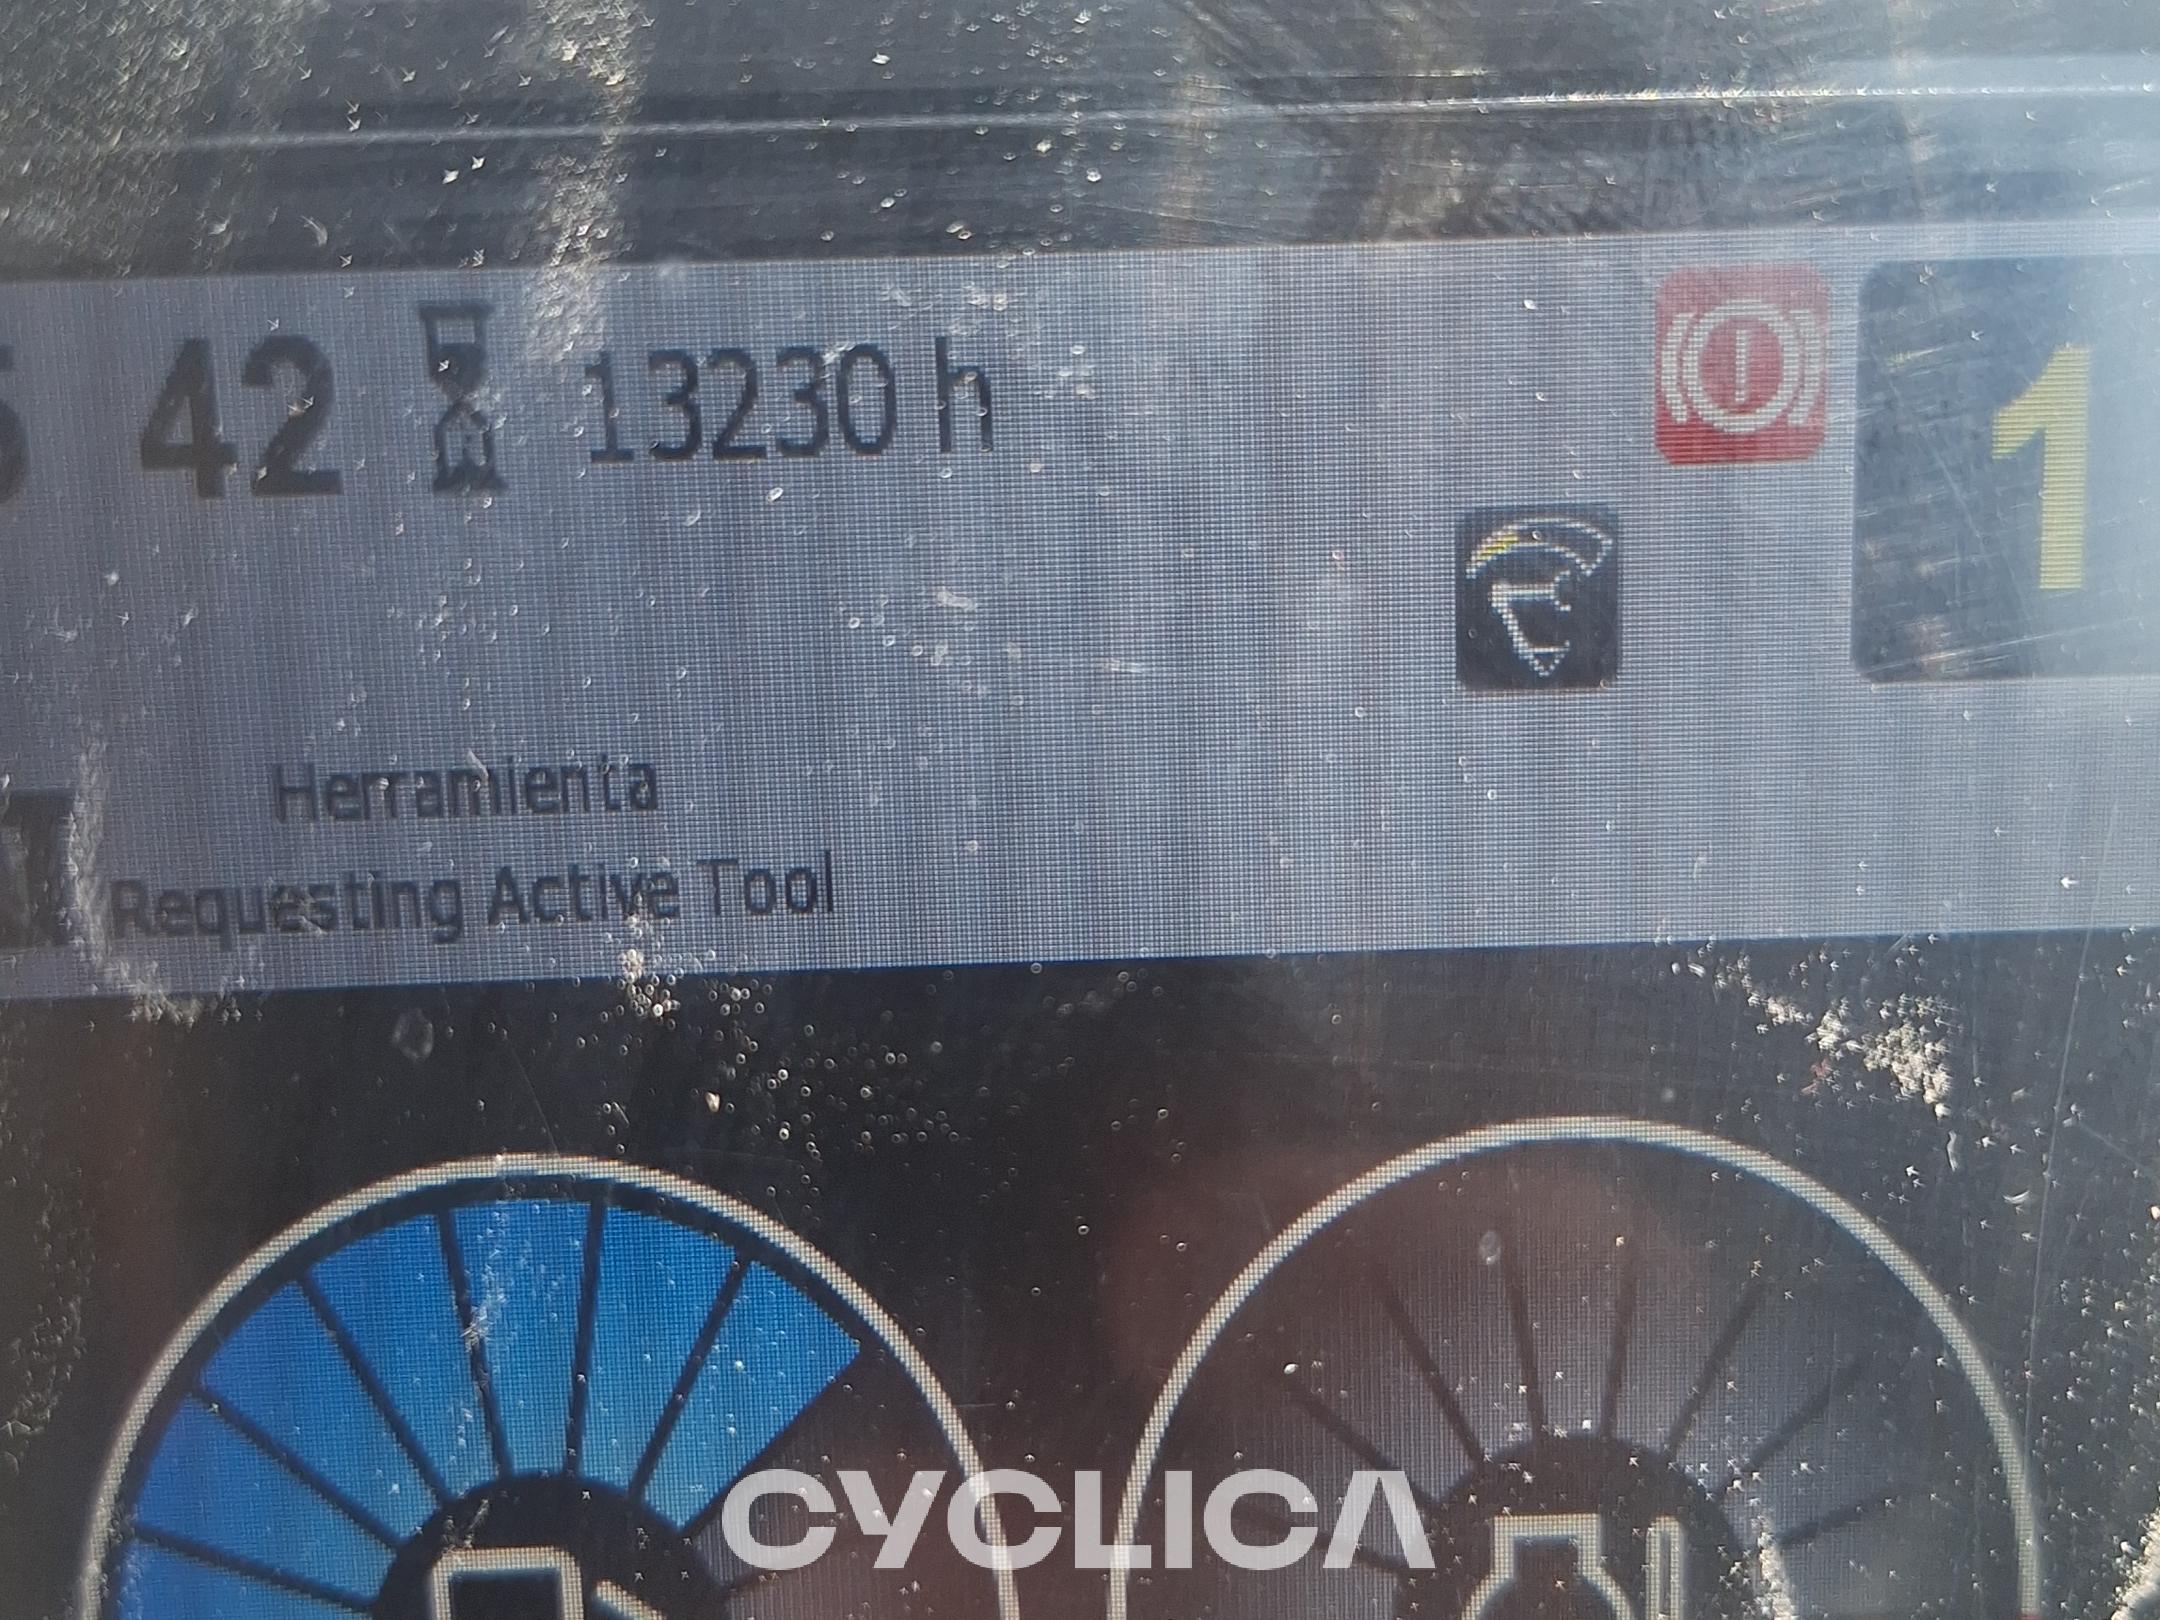 42 13230 h
1
Herramienta
Requesting Active Tool
CYCLICA